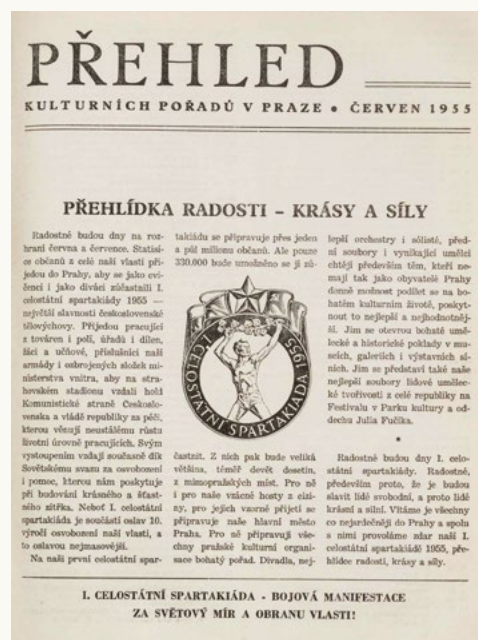 PŘEHLED
KULTURNÍCH POŘADŮ V PRAZE • ČERVEN 1955
PŘEHLÍDKA RADOSTI – KRÁSY A SÍLY
Radostné budou dny na roz-
hraní června a července. Statisí-
ce občanů z celé naší vlasti při-
jedou do Prahy, aby se jako cvi-
čenci i jako diváci zúčastnili I.
celostátní spartakiády 1955 —
největší slavnosti československé
tělovýchovy. Přijedou pracující
z továren i polí, úřadů i dílen,
žáci a učňové, příslušníci naší
armády i ozbrojených složek mi-
nisterstva vnitra, aby na stra-
hovském stadionu vzdali hold
Komunistické straně Českoslo-
venska a vládě republiky za péči,
kterou věnují neustálému růstu
životní úrovně pracujících. Svým
vystoupením vzdají současně dík
Sovětskému svazu za osvobození
i pomoc, kterou nám poskytuje
při budování krásného a šťast-
ného zítřka. Neboť I. celostátní
spartakiáda je součástí oslav 10.
výročí osvobození naší vlasti, a
to oslavou nejmasovější.
Na naši první celostátní spar-
takiádu se připravuje přes jeden
a půl milionu občanů. Ale pouze
330.000 bude umožněno se jí zú-
I. CELOSTÁTNÍ SPARTAKIÁDA 1955
častnit. Z nich pak bude veliká
většina, téměř devět desetin,
z mimopražských míst. Pro ně
i pro naše vzácné hosty z cizi-
ny, pro jejich vzorné přijetí se
připravuje naše hlavní město
Praha. Pro ně připravují vše-
chny pražské kulturní organi-
sace bohatý pořad. Divadla, nej-
lepší orchestry i sólisté, před-
ní soubory i vynikající umělci
chtějí především těm, kteří ne-
mají tak jako obyvatelé Prahy
denně možnost podílet se na bo-
hatém kulturním životě, poskyt-
nout to nejlepší a nejhodnotněj-
ší. Jim se otevrou bohaté uměl-
ecké a historické poklady v mu-
seích, galeriích i výstavních sí-
ních. Jim se představí také naše
nejlepší soubory lidové umělec-
ké tvořivosti z celé republiky na
Festivalu v Parku kultury a od-
dechu Julia Fučíka.
*
Radostné budou dny I. celo-
státní spartakiády. Radostné,
především proto, že je budou
slavit lidé svobodní, a proto lidé
krásní a silní. Vítáme je všechny
co nejsrdečněji do Prahy a spolu
s nimi provoláme zdar naší I.
celostátní spartakiádě 1955, pře-
hlídce radosti, krásy a síly.
I. CELOSTÁTNÍ SPARTAKIÁDA - BOJOVÁ MANIFESTACE
ZA SVĚTOVÝ MÍR A OBRANU VLASTI!